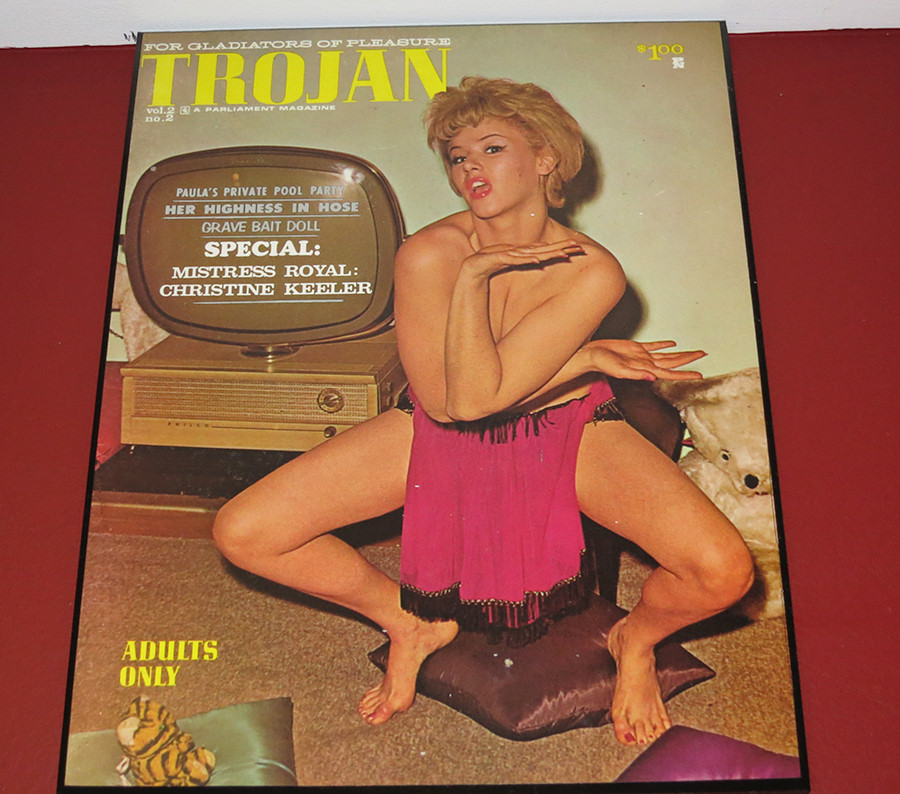 FOR GLADIATORS OF PLEASURE
TROJAN
$1.00
vol.2
no.2
A PARLIAMENT MAGAZINE
PAULA'S PRIVATE POOL PARTY
HER HIGHNESS IN HOSE
GRAVE BAIT DOLL
SPECIAL:
MISTRESS ROYAL:
CHRISTINE KEELER
PHILCO
ADULTS
ONLY